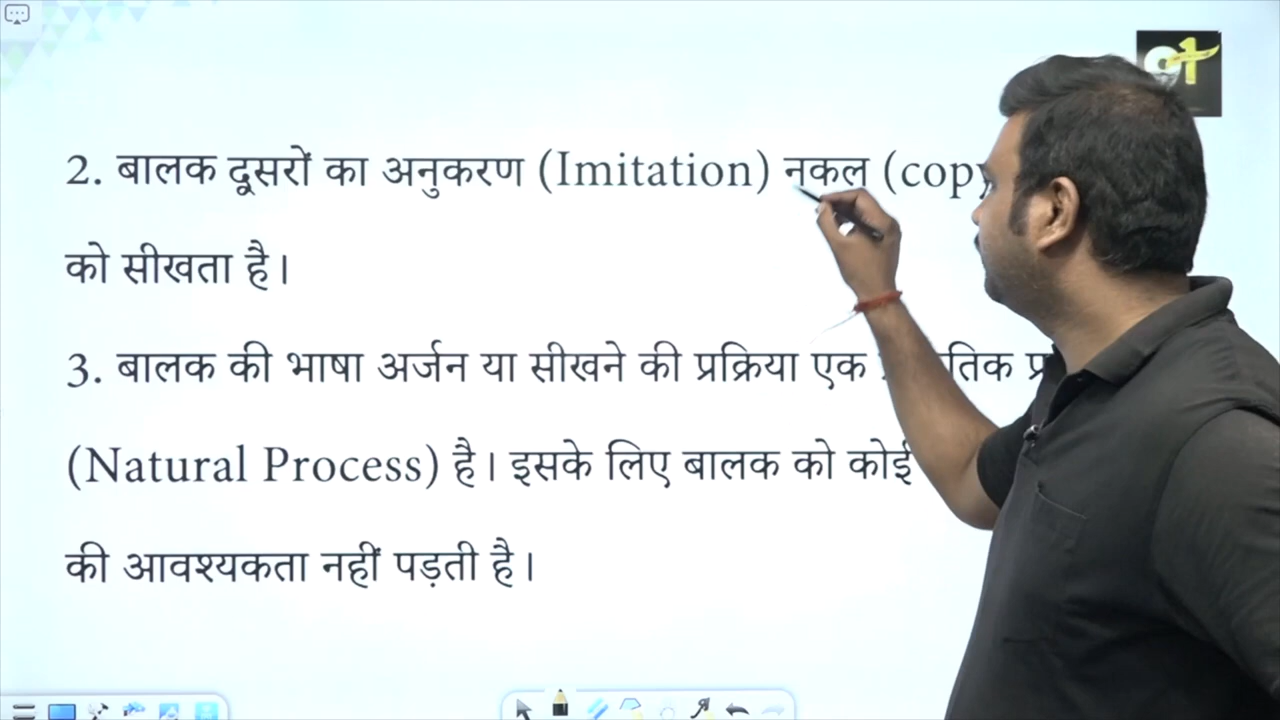 2. बालक दूसरों का अनुकरण (Imitation) नकल (copy
को सीखता है।
3. बालक की भाषा अर्जन या सीखने की प्रक्रिया एक
(Natural Process) है। इसके लिए बालक को कोई
की आवश्यकता नहीं पड़ती है।